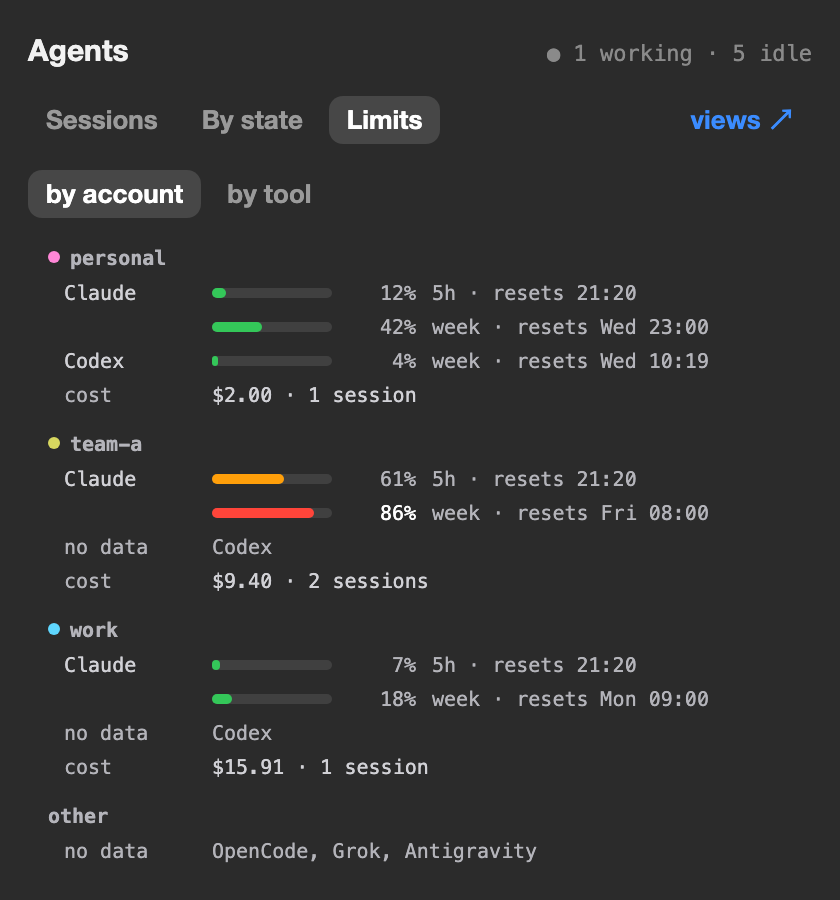 Agents
● 1 working · 5 idle
Sessions By state Limits views ↗
by account by tool
personal
Claude 12% 5h · resets 21:20
42% week · resets Wed 23:00
Codex 4% week · resets Wed 10:19
cost $2.00 · 1 session
team-a
Claude 61% 5h · resets 21:20
86% week · resets Fri 08:00
no data Codex
cost $9.40 · 2 sessions
work
Claude 7% 5h · resets 21:20
18% week · resets Mon 09:00
no data Codex
cost $15.91 · 1 session
other
no data OpenCode, Grok, Antigravity